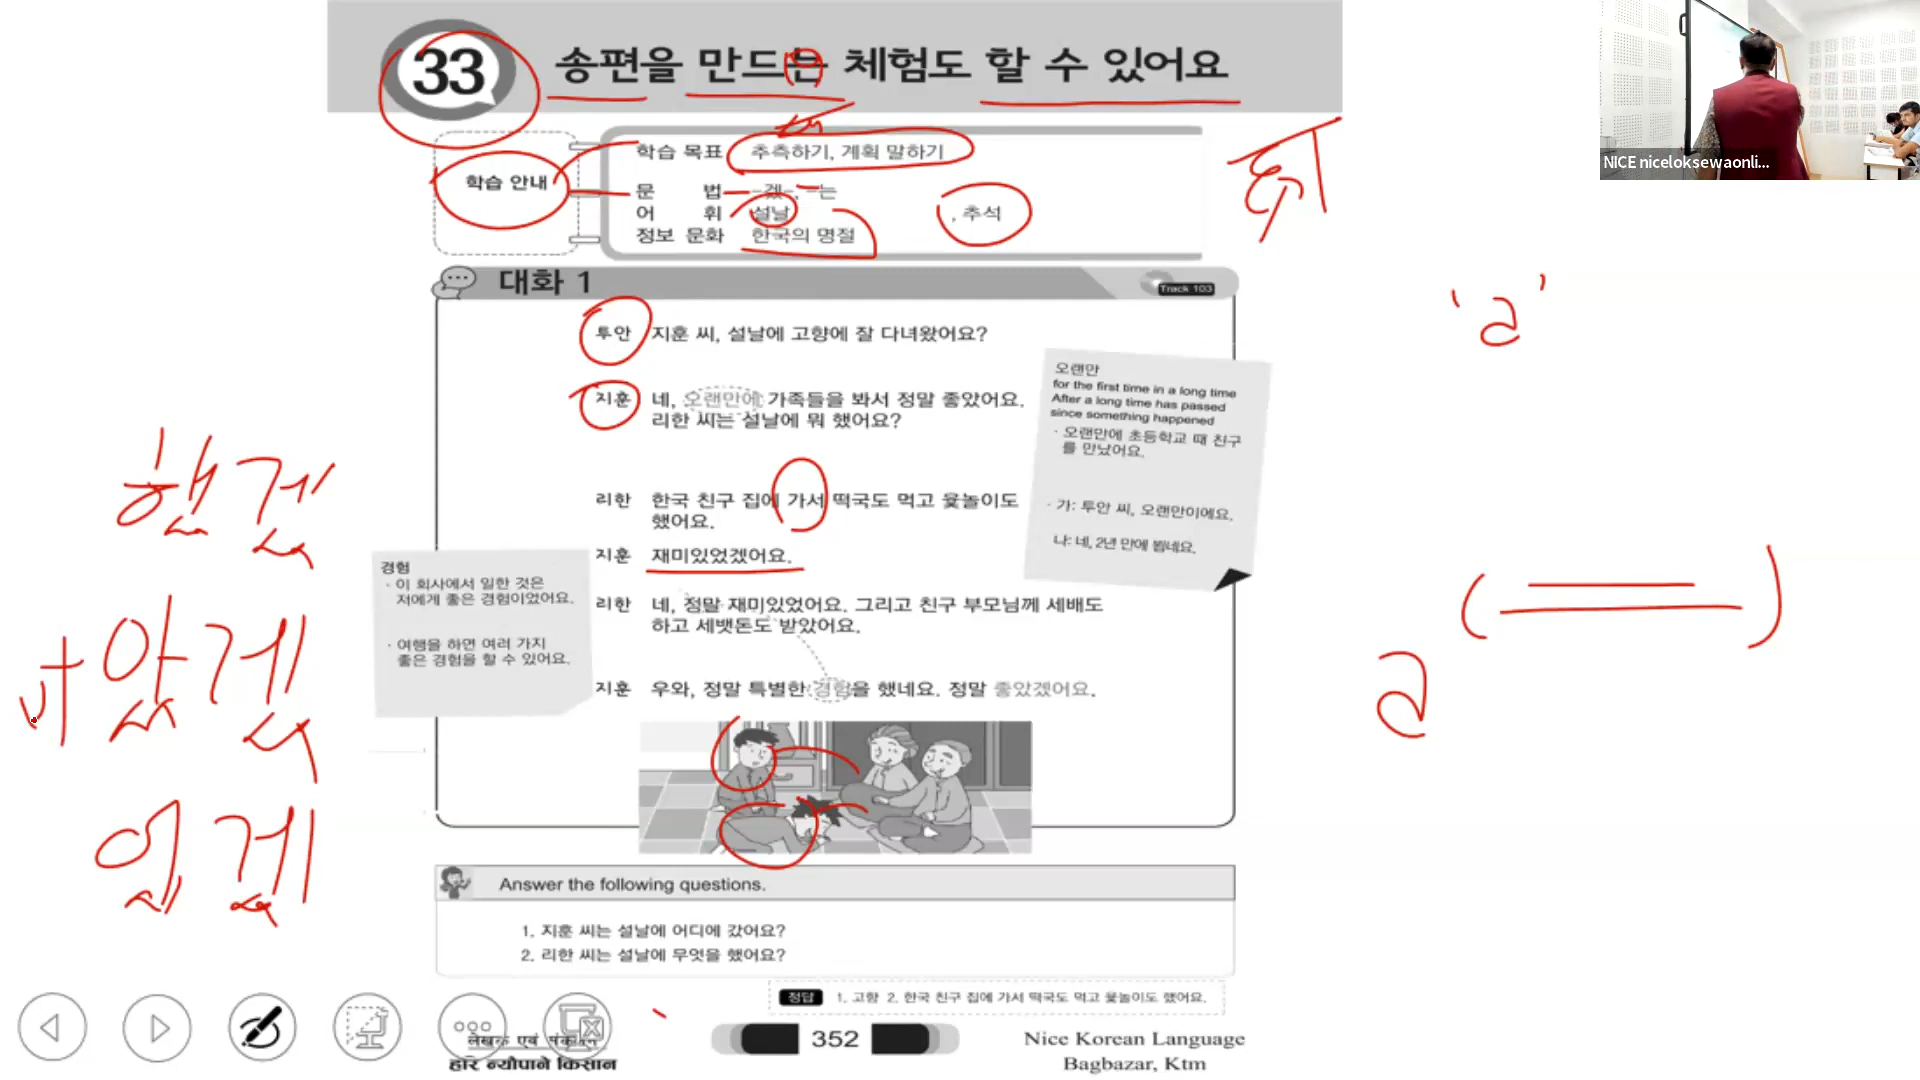 33 송편을 만드는 체험도 할 수 있어요
학습 안내
학습 목표 추측하기, 계획 말하기
문 법 -겠-, -는
어 휘 설날 , 추석
정보 문화 한국의 명절
대화 1
Track 103
투안 지훈 씨, 설날에 고향에 잘 다녀왔어요?
지훈 네, 오랜만에 가족들을 봐서 정말 좋았어요.
리한 씨는 설날에 뭐 했어요?
리한 한국 친구 집에 가서 떡국도 먹고 윷놀이도
했어요.
지훈 재미있었겠어요.
리한 네, 정말 재미있었어요. 그리고 친구 부모님께 세배도
하고 세뱃돈도 받았어요.
지훈 우와, 정말 특별한 경험을 했네요. 정말 좋았겠어요.
오랜만
for the first time in a long time
After a long time has passed
since something happened
· 오랜만에 초등학교 때 친구
를 만났어요.
· 가: 투안 씨, 오랜만이에요.
나: 네, 2년 만에 뵙네요.
경험
· 이 회사에서 일한 것은
저에게 좋은 경험이었어요.
· 여행을 하면 여러 가지
좋은 경험을 할 수 있어요.
했겠
았겠
었겠
Answer the following questions.
1. 지훈 씨는 설날에 어디에 갔어요?
2. 리한 씨는 설날에 무엇을 했어요?
정답 1. 고향 2. 한국 친구 집에 가서 떡국도 먹고 윷놀이도 했어요.
352
Nice Korean Language
Bagbazar, Ktm
हरि न्यौपाने किसान
NICE niceloksewaonli...